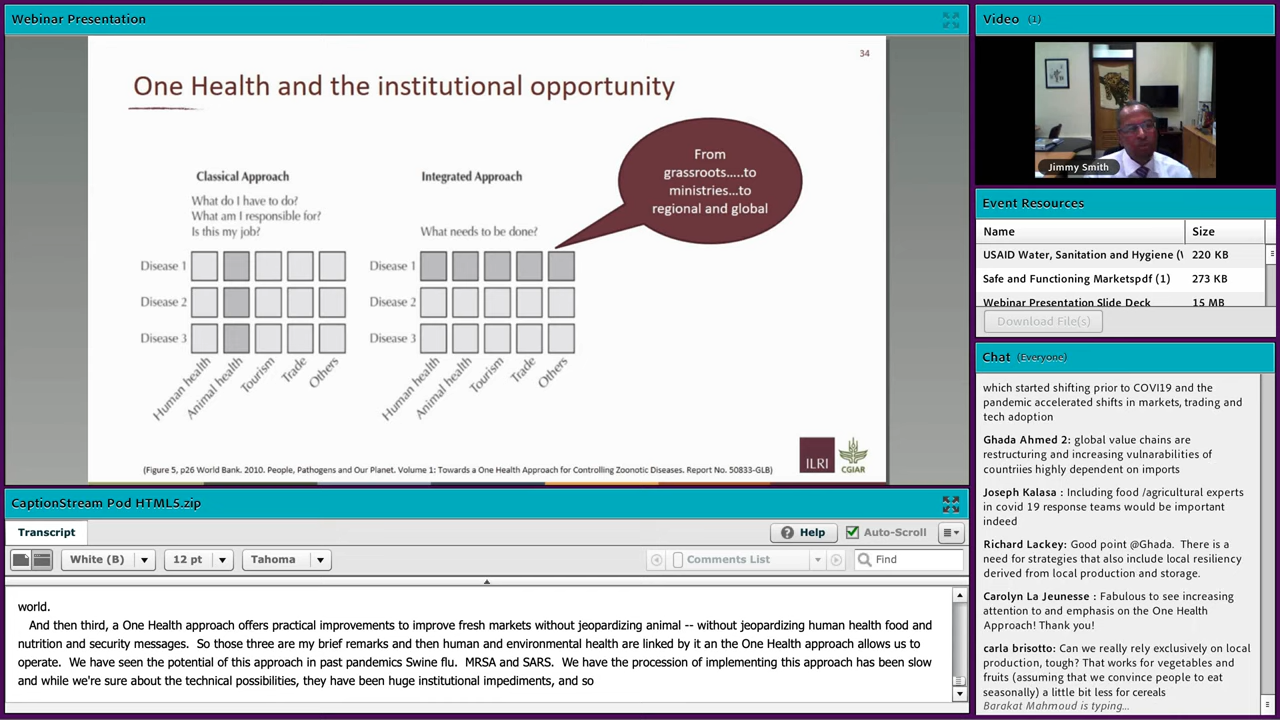 Webinar Presentation
34
One Health and the institutional opportunity
From
grassroots.....to
ministries...to
regional and global
Classical Approach
What do I have to do?
What am I responsible for?
Is this my job?
Disease 1
Disease 2
Disease 3
Human health
Animal health
Tourism
Trade
Others
Integrated Approach
What needs to be done?
Disease 1
Disease 2
Disease 3
Human health
Animal health
Tourism
Trade
Others
(Figure 5, p26 World Bank. 2010. People, Pathogens and Our Planet. Volume 1: Towards a One Health Approach for Controlling Zoonotic Diseases. Report No. 50833-GLB)
ILRI
CGIAR
CaptionStream Pod HTML5.zip
Transcript
Help
Auto-Scroll
White (B)
12 pt
Tahoma
Comments List
Find
world.
And then third, a One Health approach offers practical improvements to improve fresh markets without jeopardizing animal -- without jeopardizing human health food and
nutrition and security messages. So those three are my brief remarks and then human and environmental health are linked by it an the One Health approach allows us to
operate. We have seen the potential of this approach in past pandemics Swine flu. MRSA and SARS. We have the procession of implementing this approach has been slow
and while we're sure about the technical possibilities, they have been huge institutional impediments, and so
Video (1)
Jimmy Smith
Event Resources
Name Size
USAID Water, Sanitation and Hygiene (\ 220 KB
Safe and Functioning Marketspdf (1) 273 KB
Webinar Presentation Slide Deck 15 MB
Download File(s)
Chat (Everyone)
which started shifting prior to COVI19 and the
pandemic accelerated shifts in markets, trading and
tech adoption
Ghada Ahmed 2: global value chains are
restructuring and increasing vulnarabilities of
countriies highly dependent on imports
Joseph Kalasa : Including food /agricultural experts
in covid 19 response teams would be important
indeed
Richard Lackey: Good point @Ghada. There is a
need for strategies that also include local resiliency
derived from local production and storage.
Carolyn La Jeunesse : Fabulous to see increasing
attention to and emphasis on the One Health
Approach! Thank you!
carla brisotto: Can we really rely exclusively on local
production, tough? That works for vegetables and
fruits (assuming that we convince people to eat
seasonally) a little bit less for cereals
Barakat Mahmoud is typing...